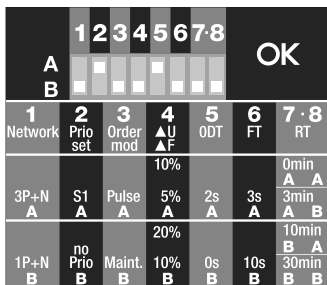 1 2 3 4 5 6 7·8
OK
A
B
1 2 3 4 5 6 7·8
Network Prio set Order mod ▲U ▲F ODT FT RT
10% 0min
A A
3P+N S1 Pulse 5% 2s 3s 3min
A A A A A A A B
20% 10min
B A
1P+N no Prio Maint. 10% 0s 10s 30min
B B B B B B B B